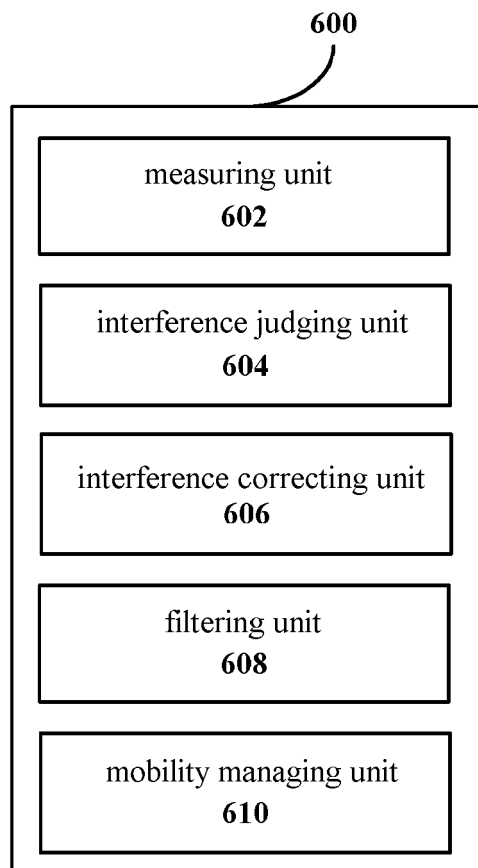 600
measuring unit
602
interference judging unit
604
interference correcting unit
606
filtering unit
608
mobility managing unit
610